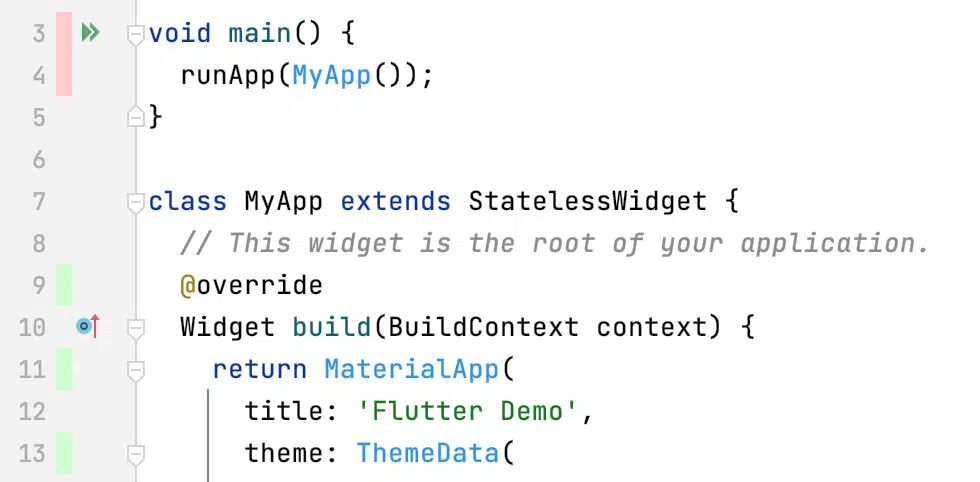 3 void main() {
4 runApp(MyApp());
5 }
6
7 class MyApp extends StatelessWidget {
8 // This widget is the root of your application.
9 @override
10 Widget build(BuildContext context) {
11 return MaterialApp(
12 title: 'Flutter Demo',
13 theme: ThemeData(